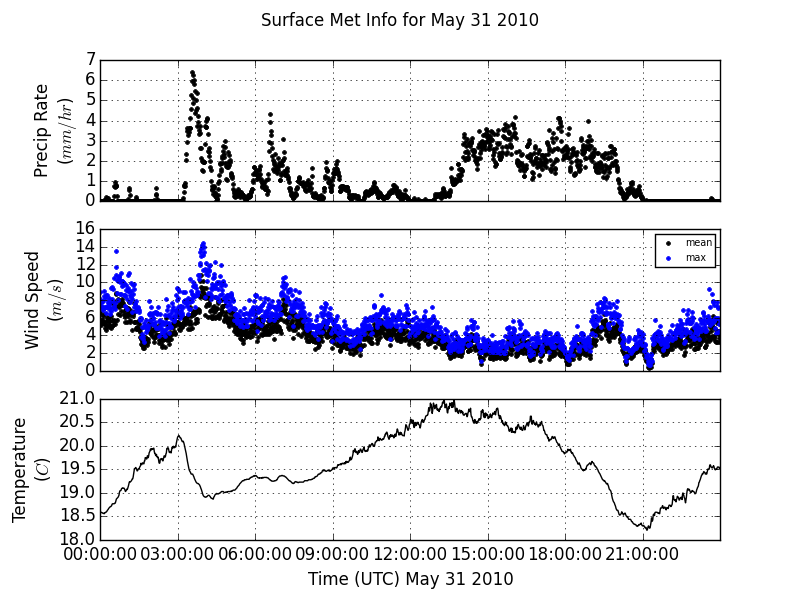 Surface Met Info for May 31 2010
7
6
5
4
3
2
1
0
Precip Rate
(mm/hr)
16
14
12
10
8
6
4
2
0
Wind Speed
(m/s)
mean
max
21.0
20.5
20.0
19.5
19.0
18.5
18.0
Temperature
(C)
00:00:00 03:00:00 06:00:00 09:00:00 12:00:00 15:00:00 18:00:00 21:00:00
Time (UTC) May 31 2010